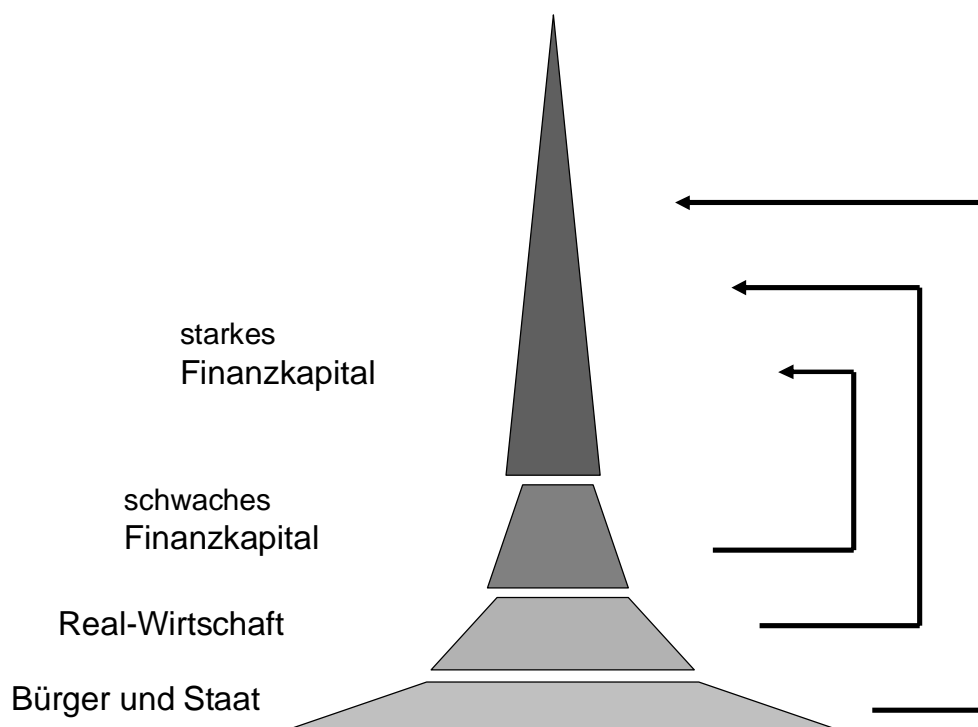 starkes
Finanzkapital
schwaches
Finanzkapital
Real-Wirtschaft
Bürger und Staat